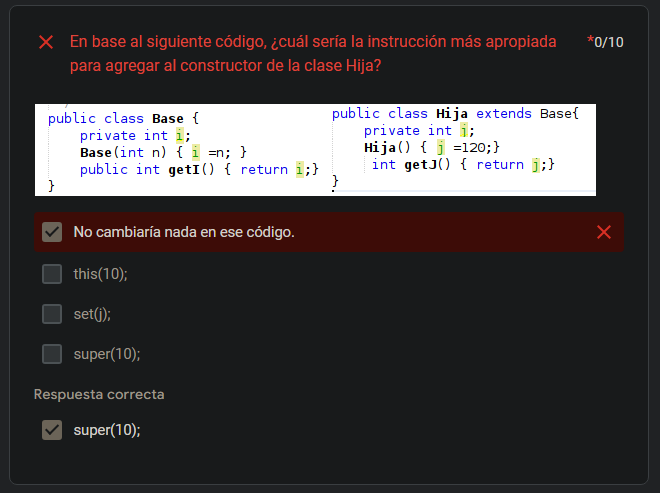 En base al siguiente código, ¿cuál sería la instrucción más apropiada
*0/10
para agregar al constructor de la clase Hija?
public class Base {
private int i;
Base(int n) { i =n; }
public int getI() { return i;}
}
public class Hija extends Base{
private int j;
Hija() { j =120;}
int getJ() { return j;}
}
No cambiaría nada en ese código.
this(10);
set(j);
super(10);
Respuesta correcta
super(10);